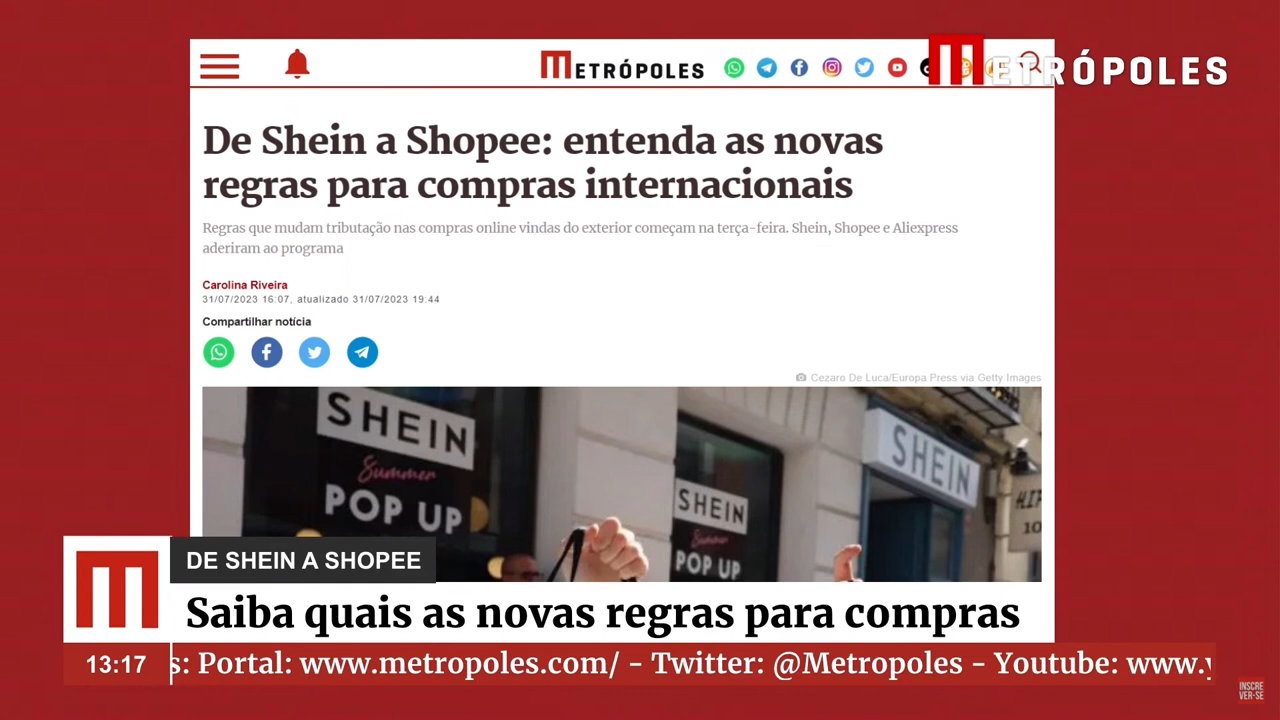 METRÓPOLES
METRÓPOLES
De Shein a Shopee: entenda as novas
regras para compras internacionais
Regras que mudam tributação nas compras online vindas do exterior começam na terça-feira. Shein, Shopee e Aliexpress
aderiram ao programa
Carolina Riveira
31/07/2023 16:07, atualizado 31/07/2023 19:44
Compartilhar notícia
Cezaro De Luca/Europa Press via Getty Images
SHEIN
Summer
POP UP
SHEIN
Summer
POP UP
SHEIN
10
DE SHEIN A SHOPEE
Saiba quais as novas regras para compras
13:17
s: Portal: www.metropoles.com/ - Twitter: @Metropoles - Youtube: www.y
INSCRE
VER-SE